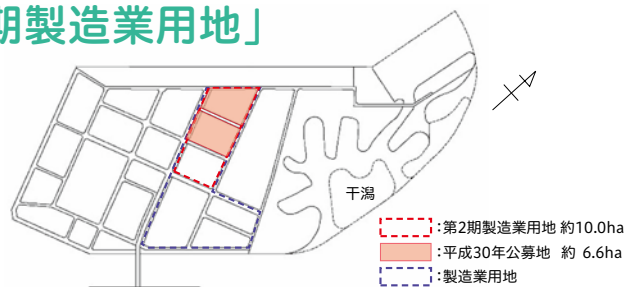 期製造業用地」
干潟
:第2期製造業用地 約10.0ha
:平成30年公募地 約 6.6ha
:製造業用地